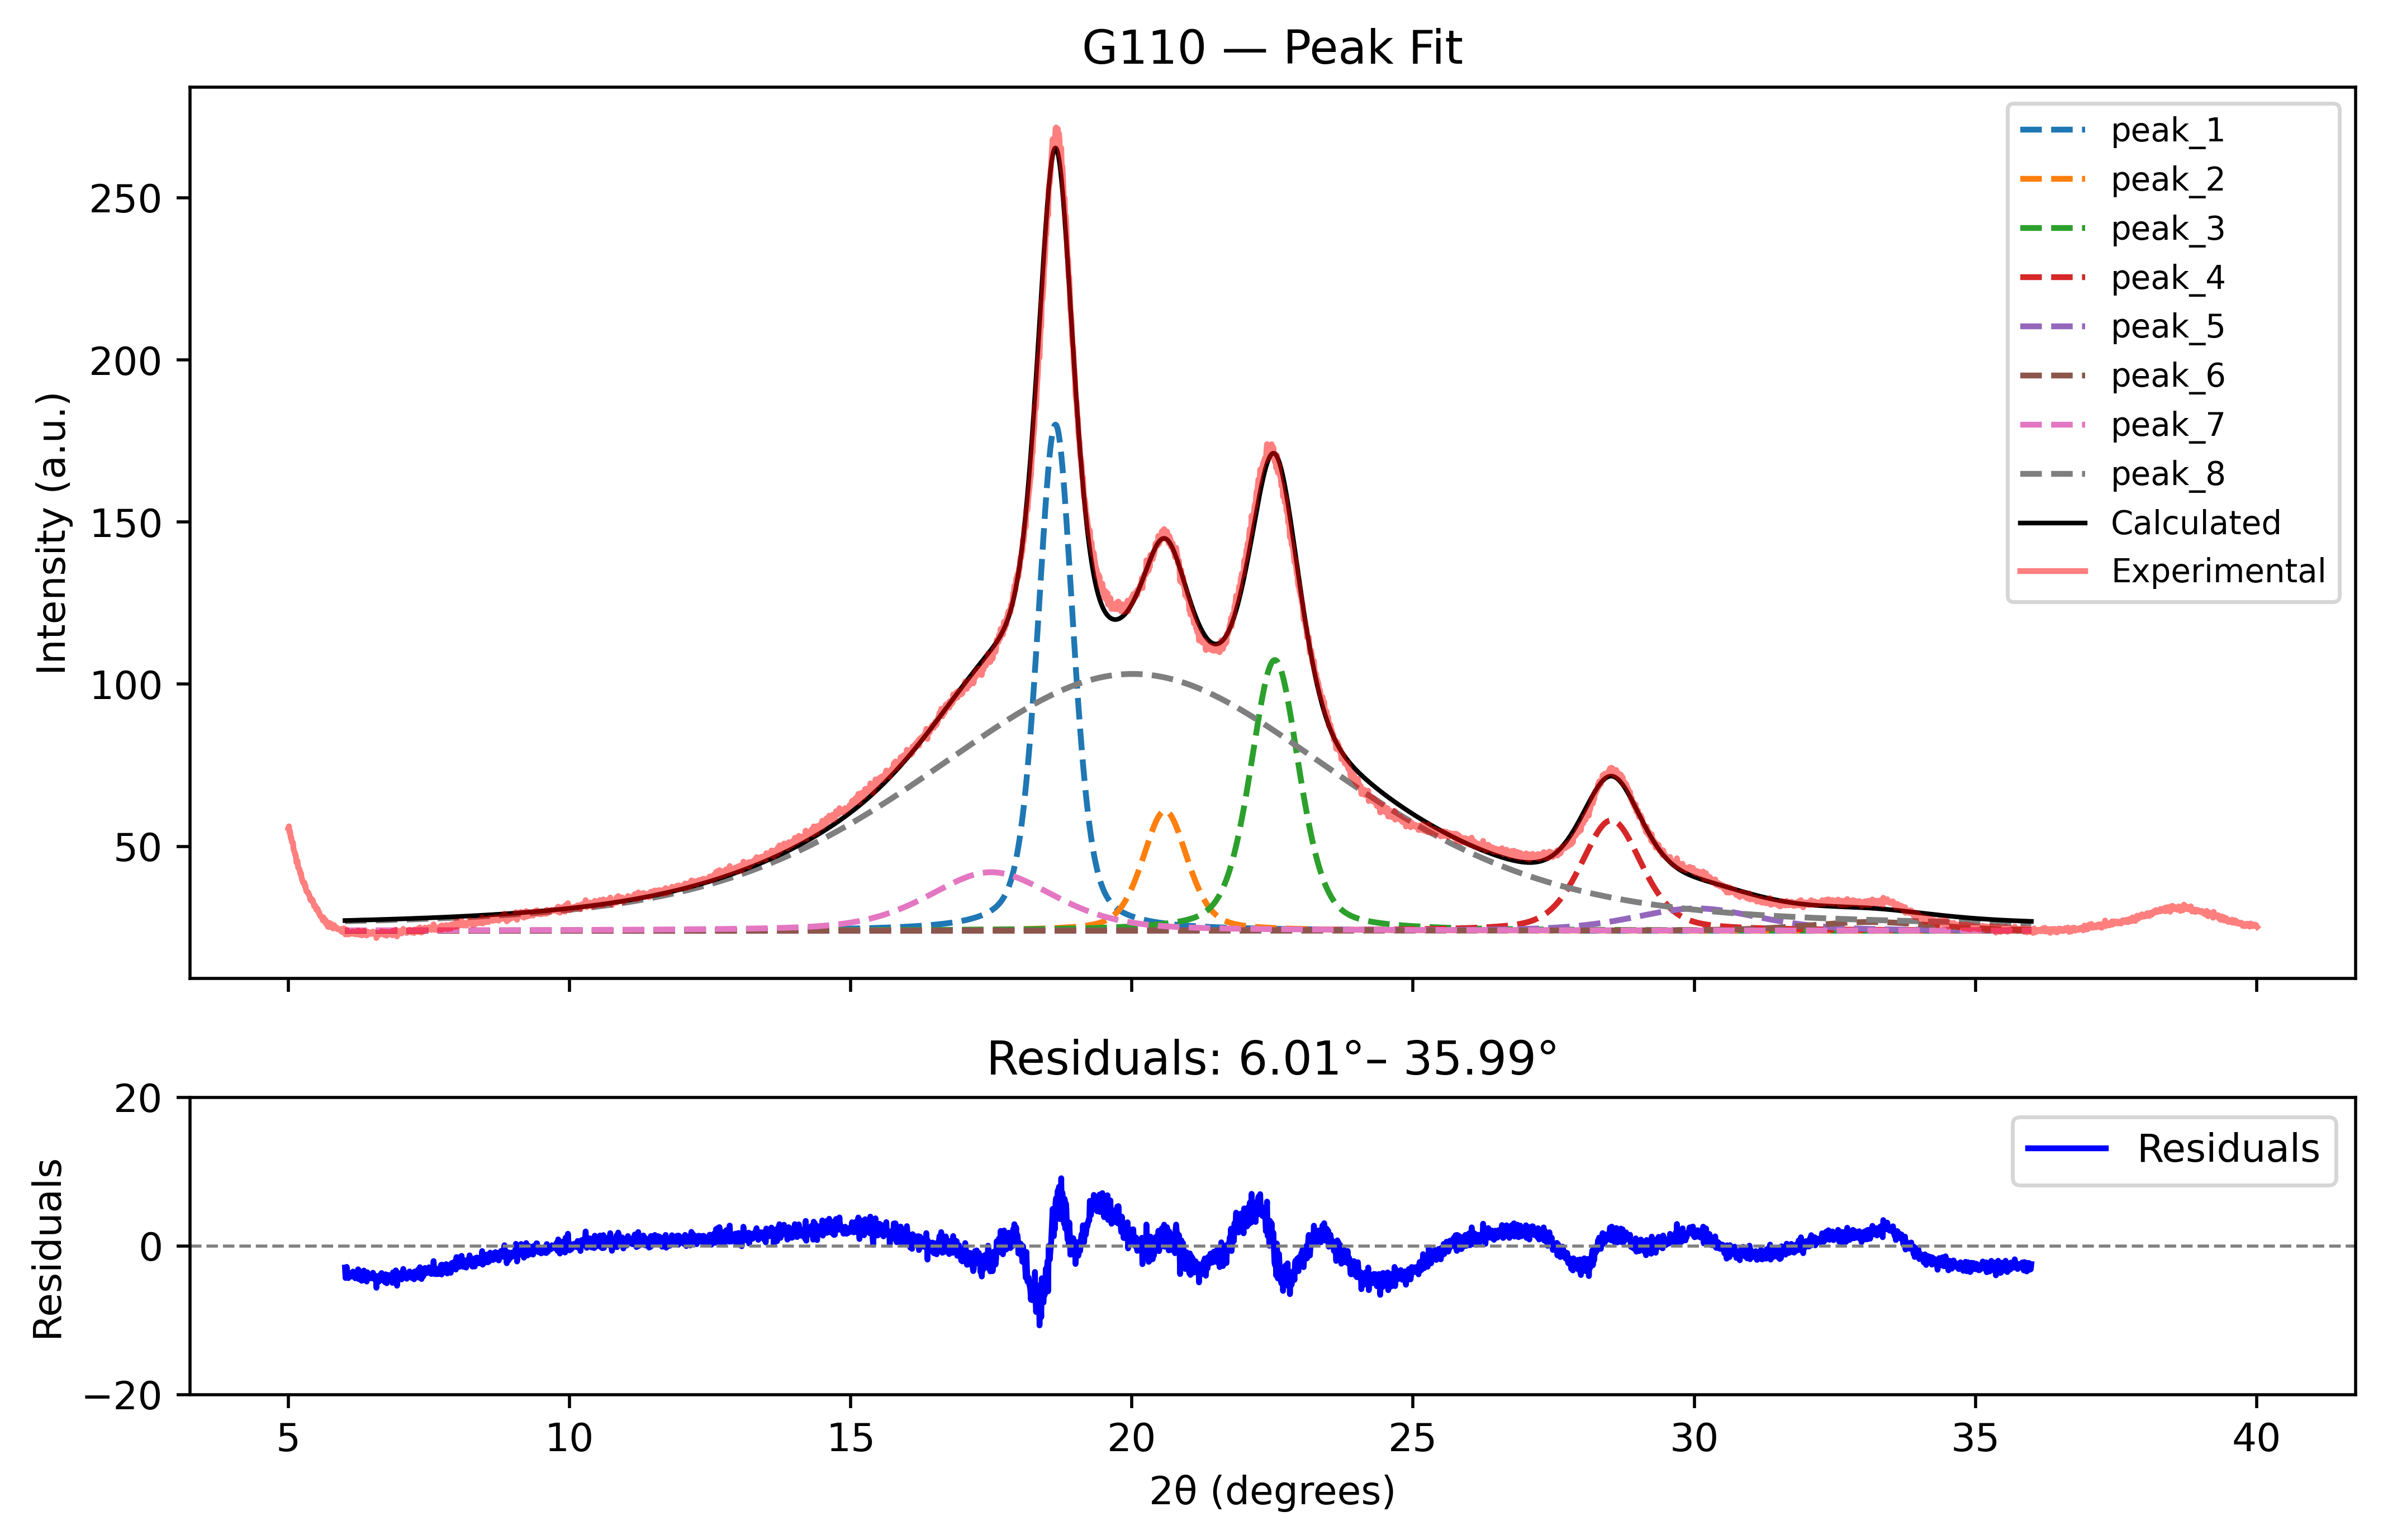 G110 — Peak Fit
Intensity (a.u.)
250
200
150
100
50
peak_1
peak_2
peak_3
peak_4
peak_5
peak_6
peak_7
peak_8
Calculated
Experimental
Residuals: 6.01°– 35.99°
Residuals
20
0
−20
Residuals
5 10 15 20 25 30 35 40
2θ (degrees)